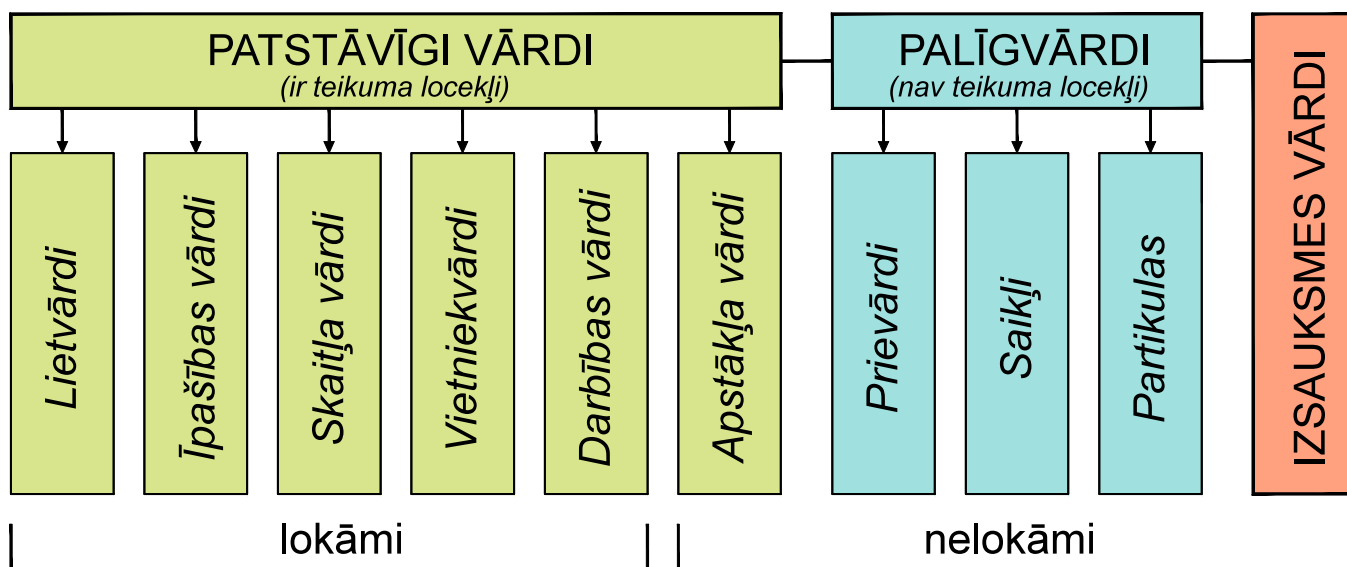 PATSTĀVĪGI VĀRDI
(ir teikuma locekļi)
PALĪGVĀRDI
(nav teikuma locekļi)
IZSAUKSMES VĀRDI
Lietvārdi
Īpašības vārdi
Skaitļa vārdi
Vietniekvārdi
Darbības vārdi
Apstākļa vārdi
Prievārdi
Saikļi
Partikulas
lokāmi
nelokāmi